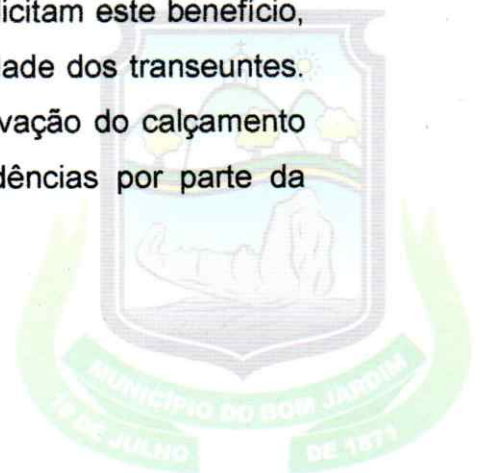 licitam este benefício,
lade dos transeuntes.
vação do calçamento
dências por parte da
MUNICÍPIO DO BOM JARDIM
19 DE JULHO DE 1871